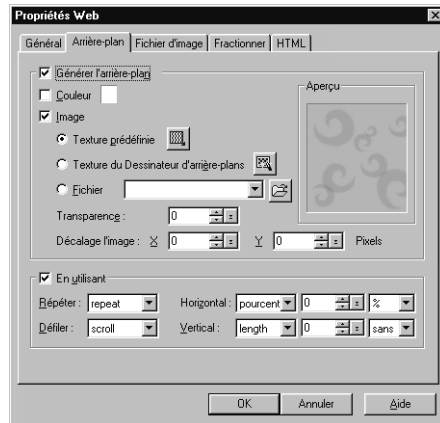 Propriétés Web
Général Arrière-plan Fichier d'image Fractionner HTML
Générer l'arrière-plan
Aperçu
Couleur
Image
Texture prédéfinie
Texture du Dessinateur d'arrière-plans
Fichier
Transparence : 0
Décalage l'image : X 0 Y 0 Pixels
En utilisant
Répéter : repeat Horizontal : pourcent 0 %
Défiler : scroll Vertical : length 0 sans
OK Annuler Aide